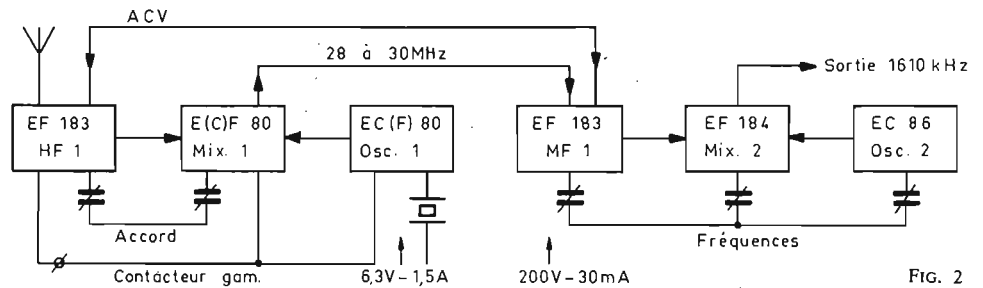 ACV
28 à 30MHz
Sortie 1610 kHz
EF 183
HF 1
E(C)F 80
Mix. 1
EC(F) 80
Osc. 1
EF 183
MF 1
EF 184
Mix. 2
EC 86
Osc. 2
Accord
Fréquences
Contacteur gam.
6,3V–1,5A
200V–30mA
FIG. 2